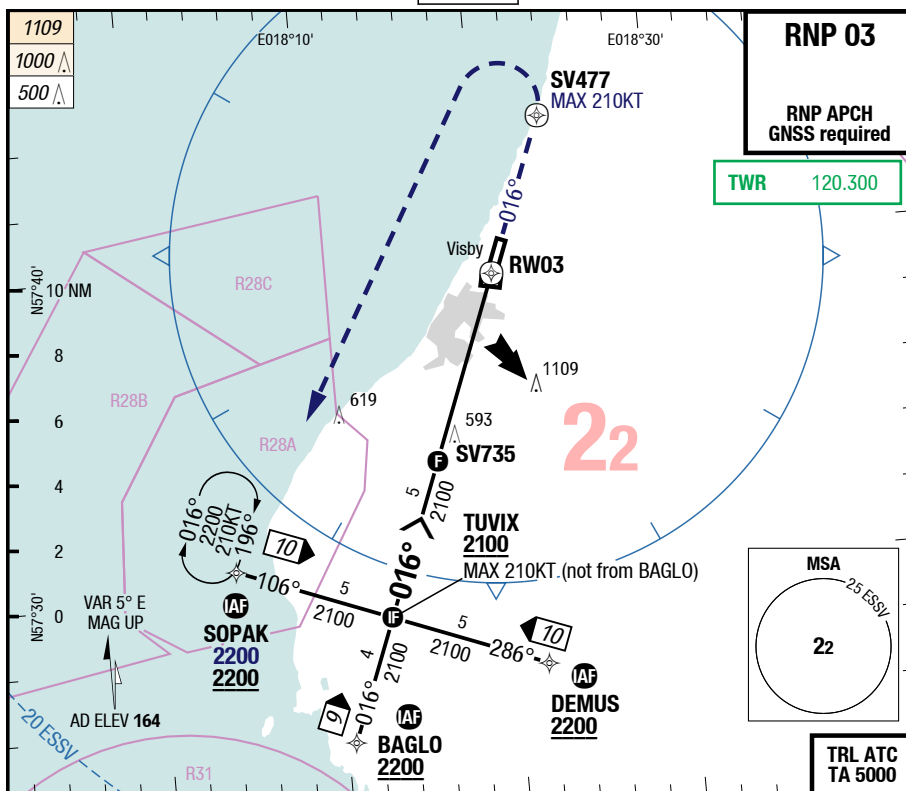 1109
1000
500
E018°10'
E018°30'
RNP 03
RNP APCH
GNSS required
TWR 120.300
SV477
MAX 210KT
016°
Visby
RW03
N57°40'
10 NM
8
6
4
2
0
N57°30'
R28C
R28B
R28A
619
1109
593
22
SV735
5
2100
TUVIX
2100
MAX 210KT (not from BAGLO)
016°
016°
2200
210KT
196°
10
106°
5
2100
IAF
SOPAK
2200
2200
F
IF
5
2100
286°
10
IAF
DEMUS
2200
4
2100
016°
9
IAF
BAGLO
2200
VAR 5° E
MAG UP
AD ELEV 164
20 ESSV
R31
MSA
25 ESSV
22
TRL ATC
TA 5000